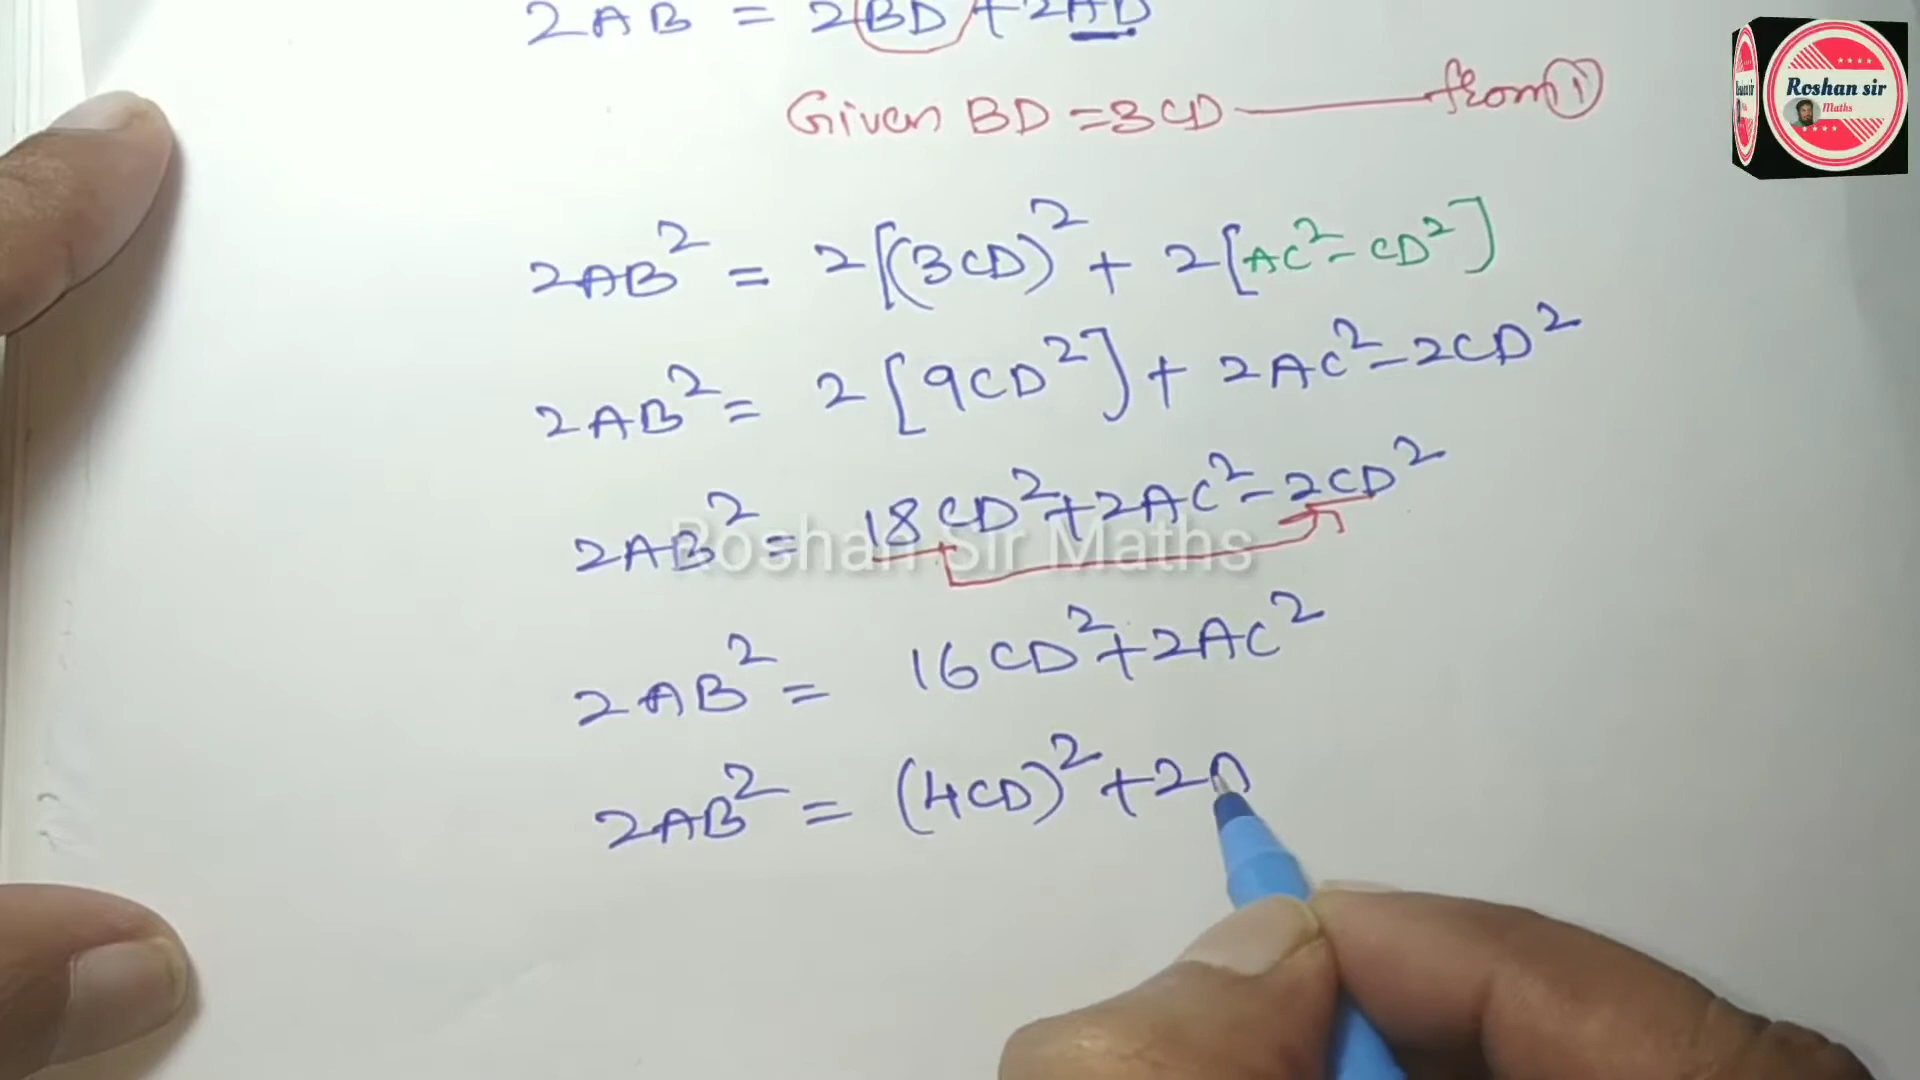 2AB = 2BD + 2AD
Given BD = 3CD — from ①
2AB² = 2[(3CD)² + 2[AC² - CD²]
2AB² = 2[9CD²] + 2AC² - 2CD²
2AB² = 18CD² + 2AC² - 2CD²
2AB² = 16CD² + 2AC²
2AB² = (4CD)² + 2A
Roshan Sir Maths
Roshan sir
Maths